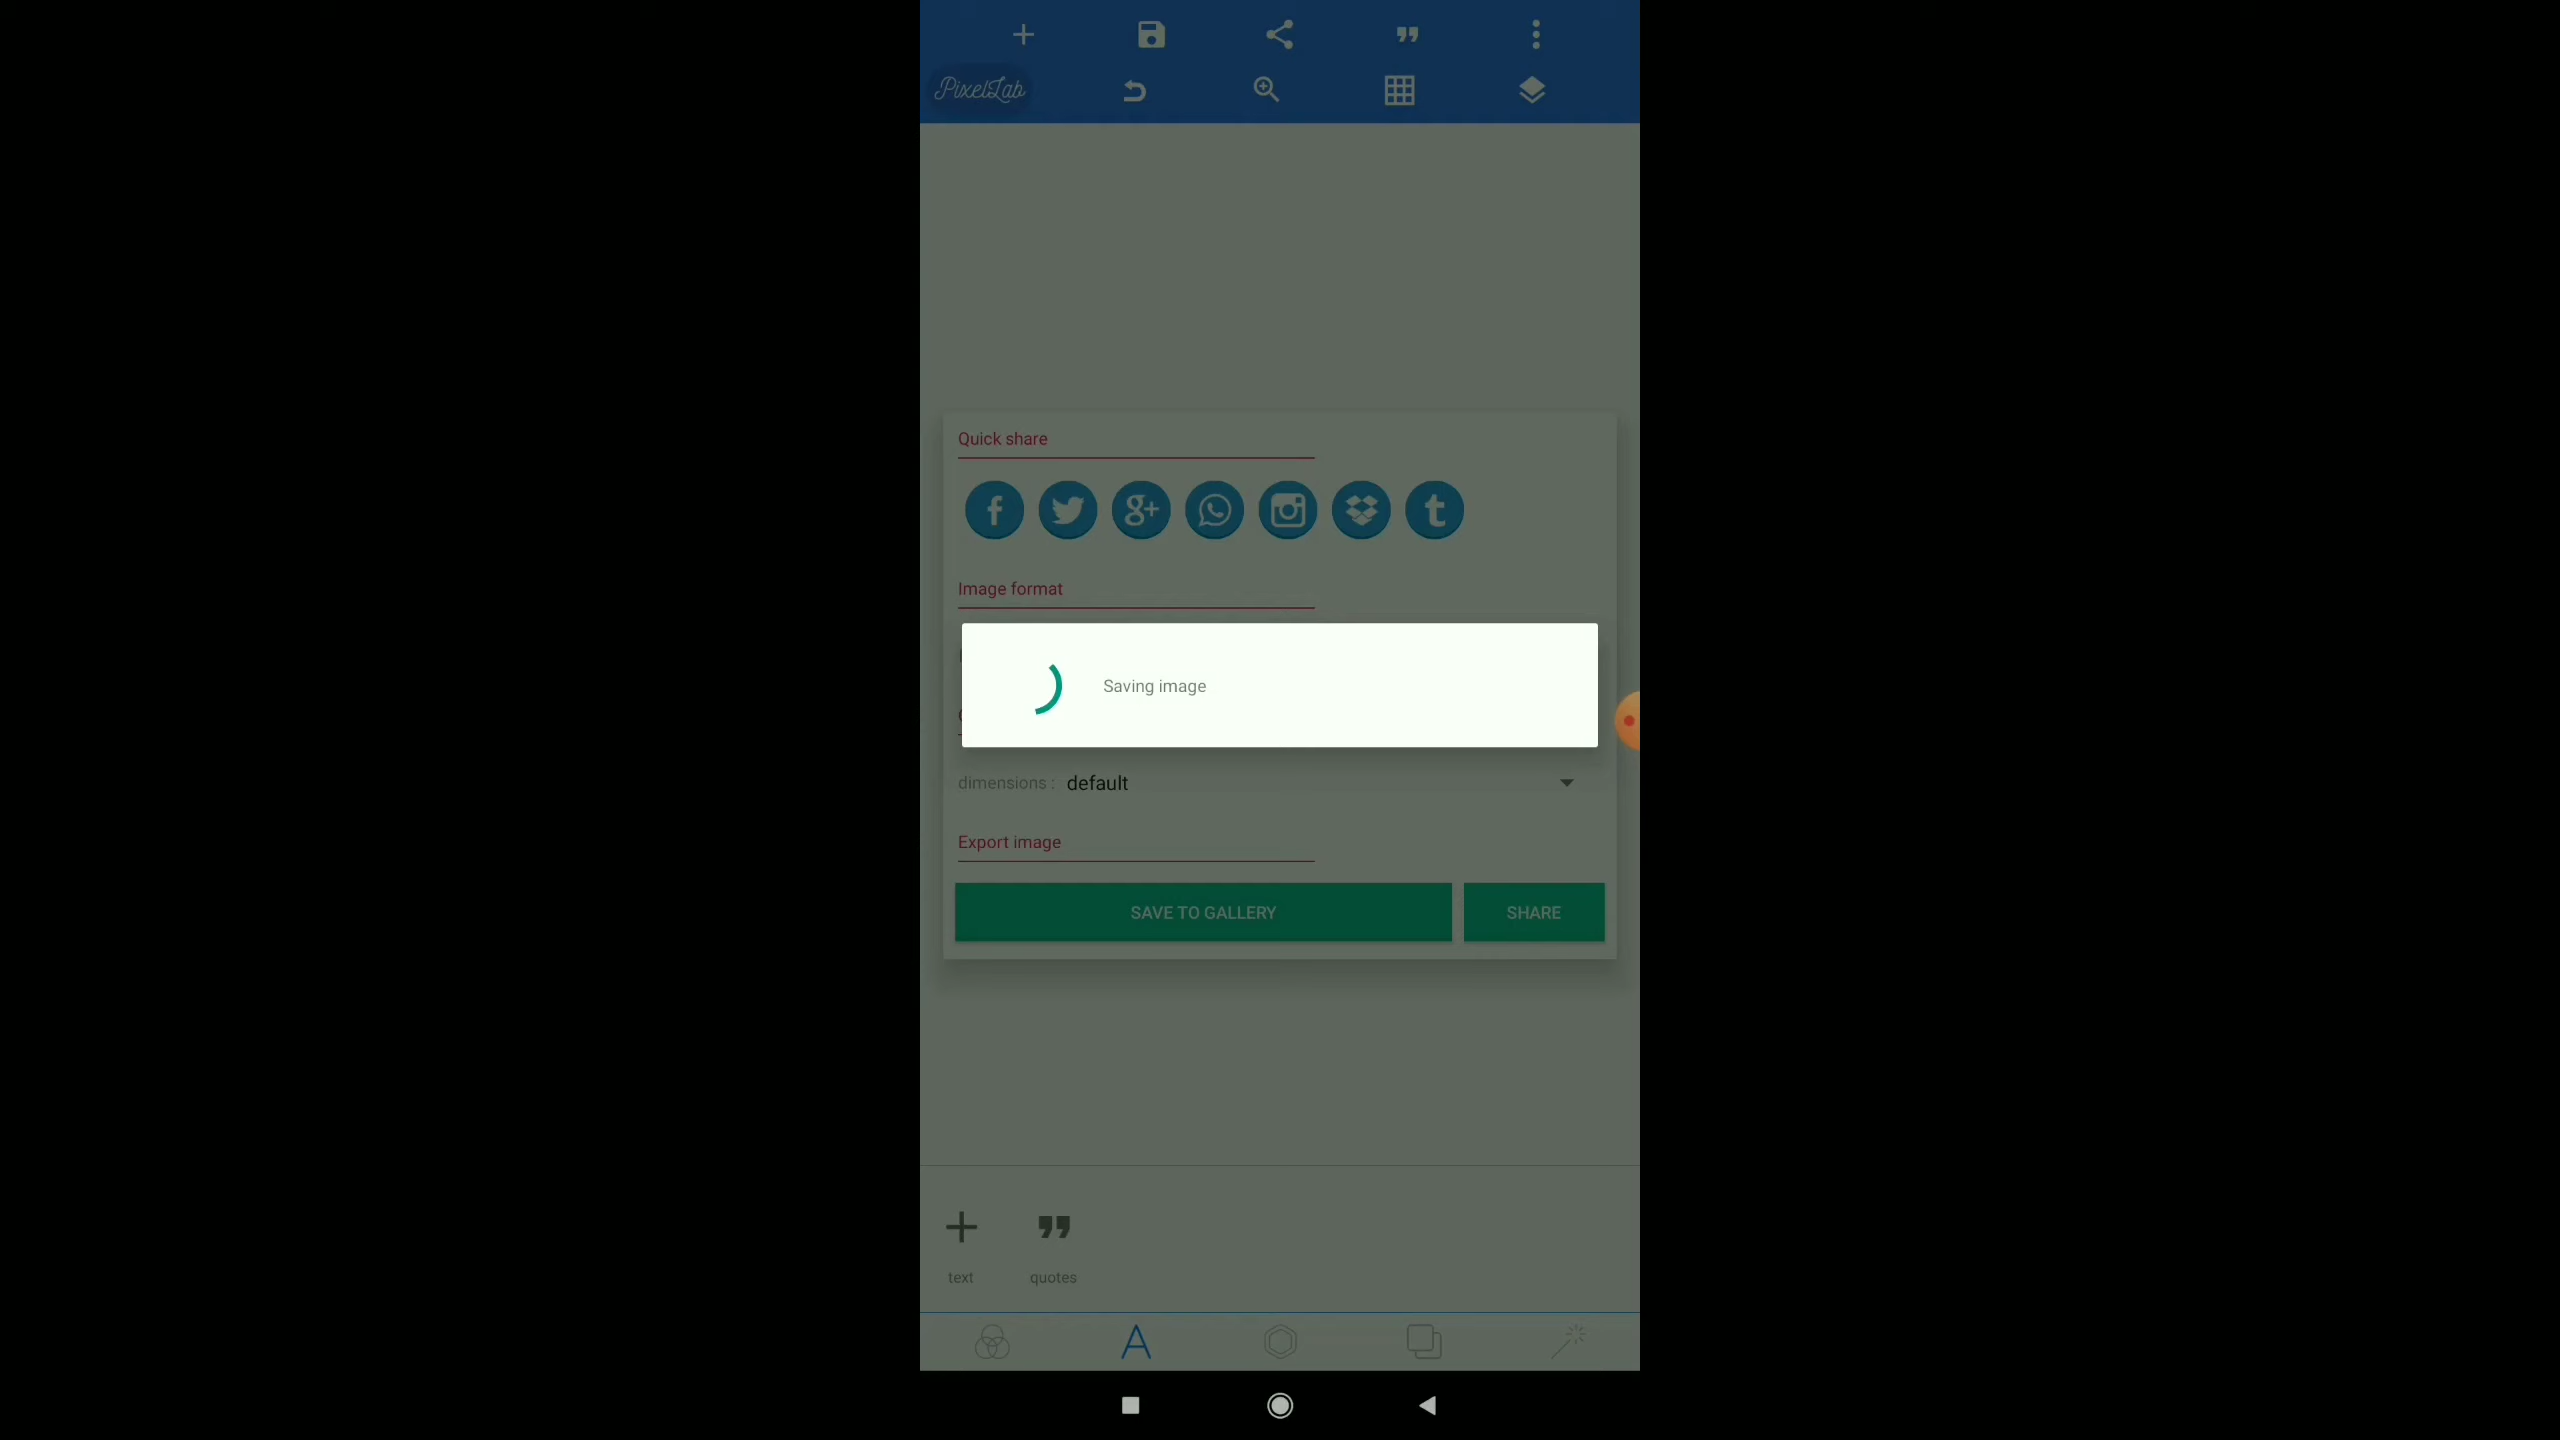 PixelLab
Quick share
Image format
Saving image
dimensions : default
Export image
SAVE TO GALLERY
SHARE
text
quotes